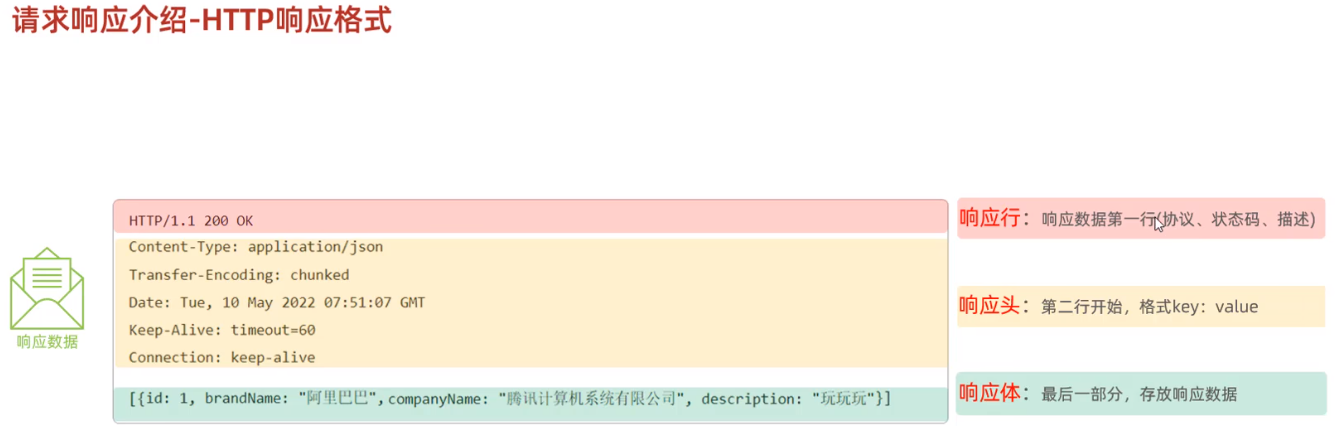 请求响应介绍-HTTP响应格式
HTTP/1.1 200 OK
响应行：响应数据第一行(协议、状态码、描述)
Content-Type: application/json
Transfer-Encoding: chunked
Date: Tue, 10 May 2022 07:51:07 GMT
Keep-Alive: timeout=60
Connection: keep-alive
响应头：第二行开始，格式key：value
响应数据
[{id: 1, brandName: "阿里巴巴",companyName: "腾讯计算机系统有限公司", description: "玩玩玩"}]
响应体：最后一部分，存放响应数据